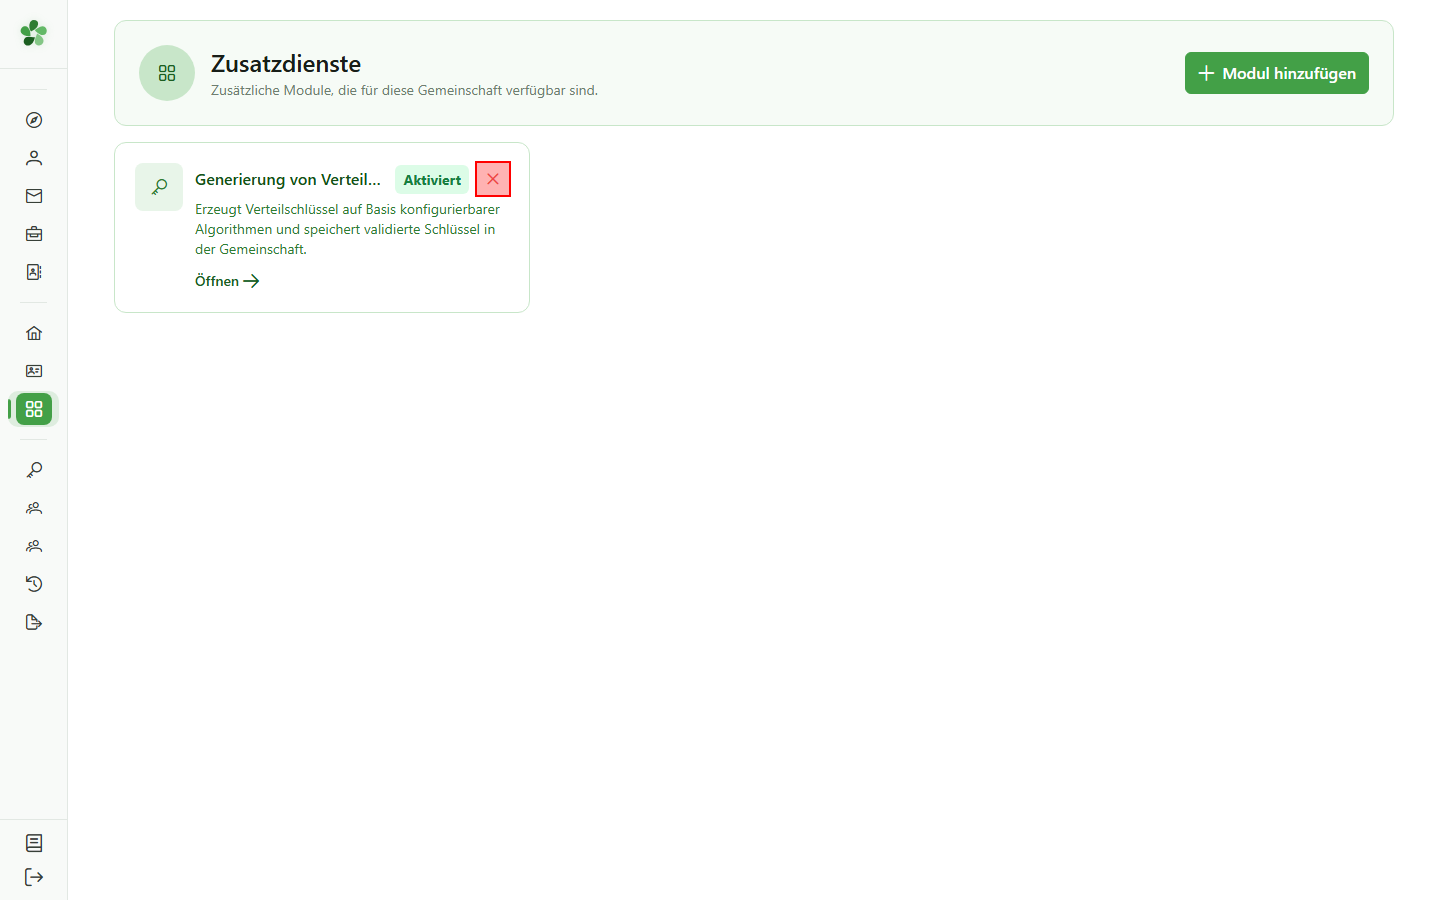 Zusatzdienste
Zusätzliche Module, die für diese Gemeinschaft verfügbar sind.
Modul hinzufügen
Generierung von Verteil...
Aktiviert
Erzeugt Verteilschlüssel auf Basis konfigurierbarer
Algorithmen und speichert validierte Schlüssel in
der Gemeinschaft.
Öffnen